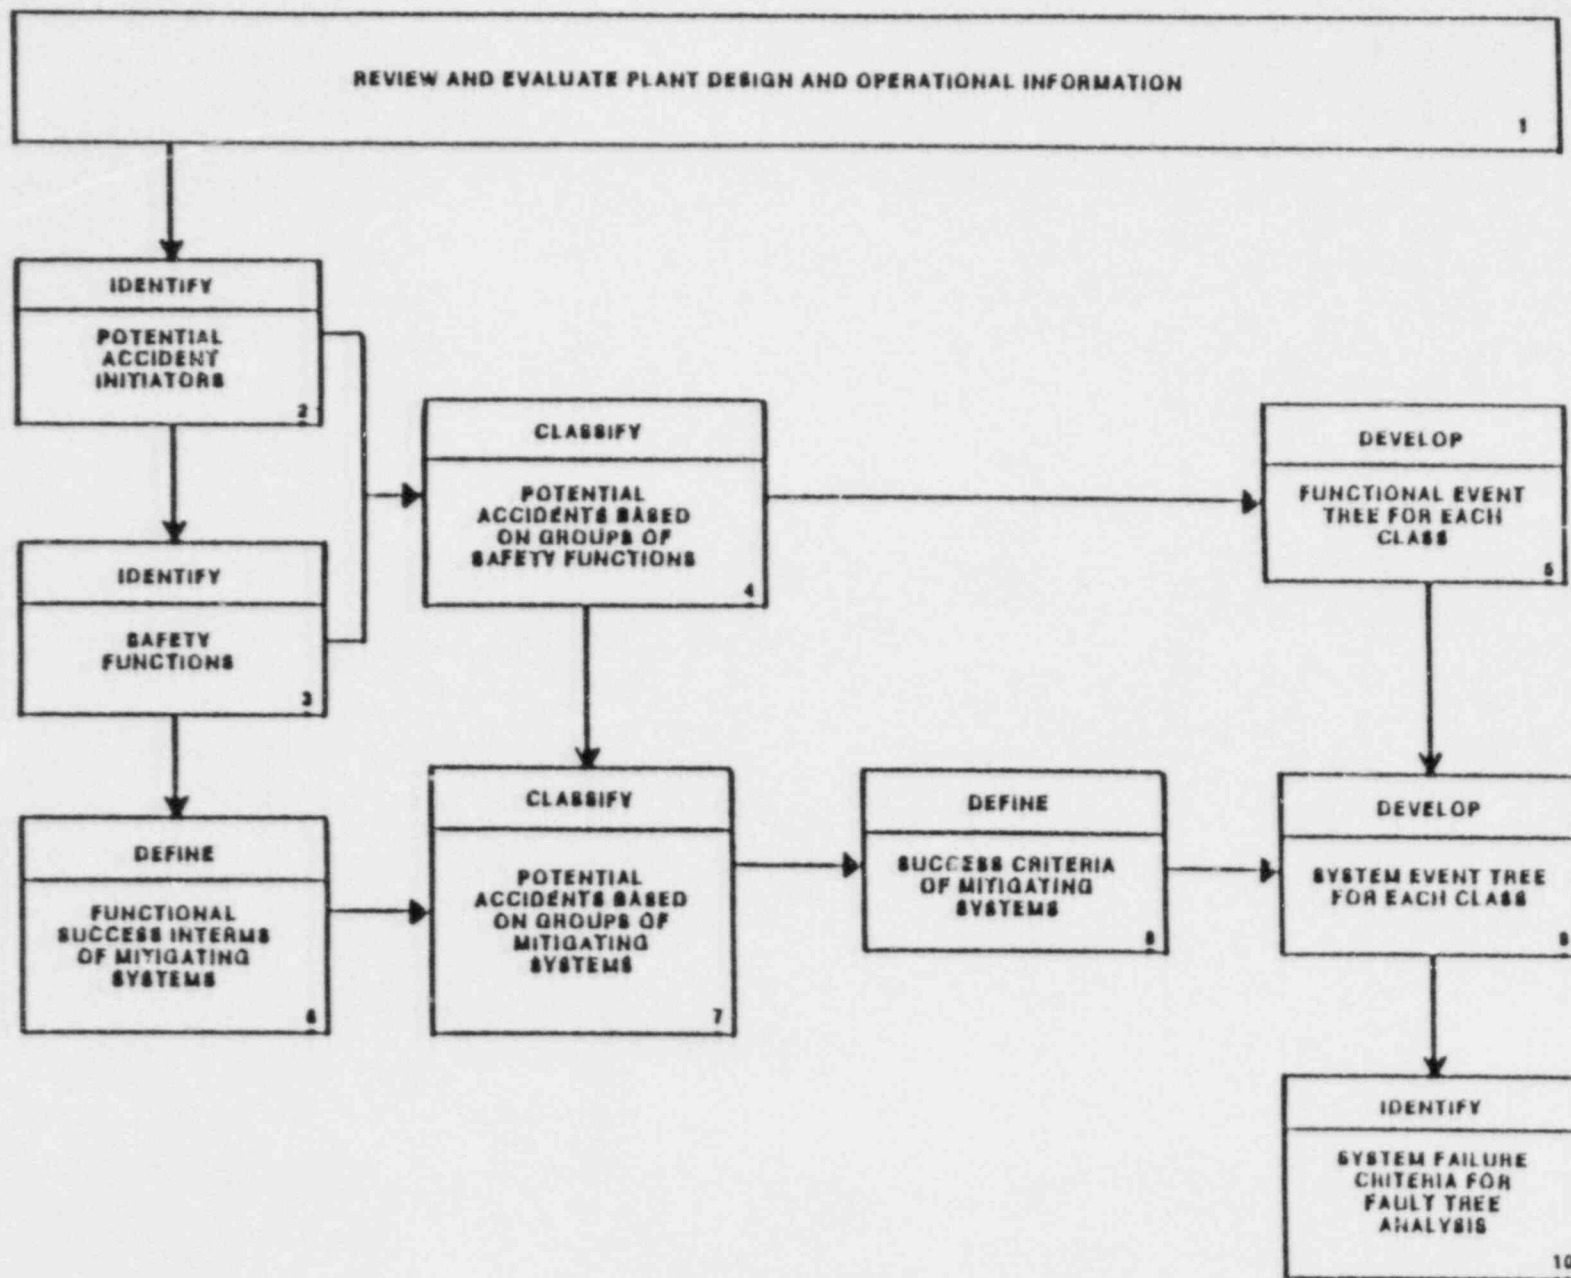 REVIEW AND EVALUATE PLANT DESIGN AND OPERATIONAL INFORMATION
1
IDENTIFY
POTENTIAL
ACCIDENT
INITIATORS
2
IDENTIFY
SAFETY
FUNCTIONS
3
CLASSIFY
POTENTIAL
ACCIDENTS BASED
ON GROUPS OF
SAFETY FUNCTIONS
4
DEVELOP
FUNCTIONAL EVENT
TREE FOR EACH
CLASS
5
DEFINE
FUNCTIONAL
SUCCESS INTERMS
OF MITIGATING
SYSTEMS
6
CLASSIFY
POTENTIAL
ACCIDENTS BASED
ON GROUPS OF
MITIGATING
SYSTEMS
7
DEFINE
SUCCESS CRITERIA
OF MITIGATING
SYSTEMS
8
DEVELOP
SYSTEM EVENT TREE
FOR EACH CLASS
9
IDENTIFY
SYSTEM FAILURE
CRITERIA FOR
FAULT TREE
ANALYSIS
10